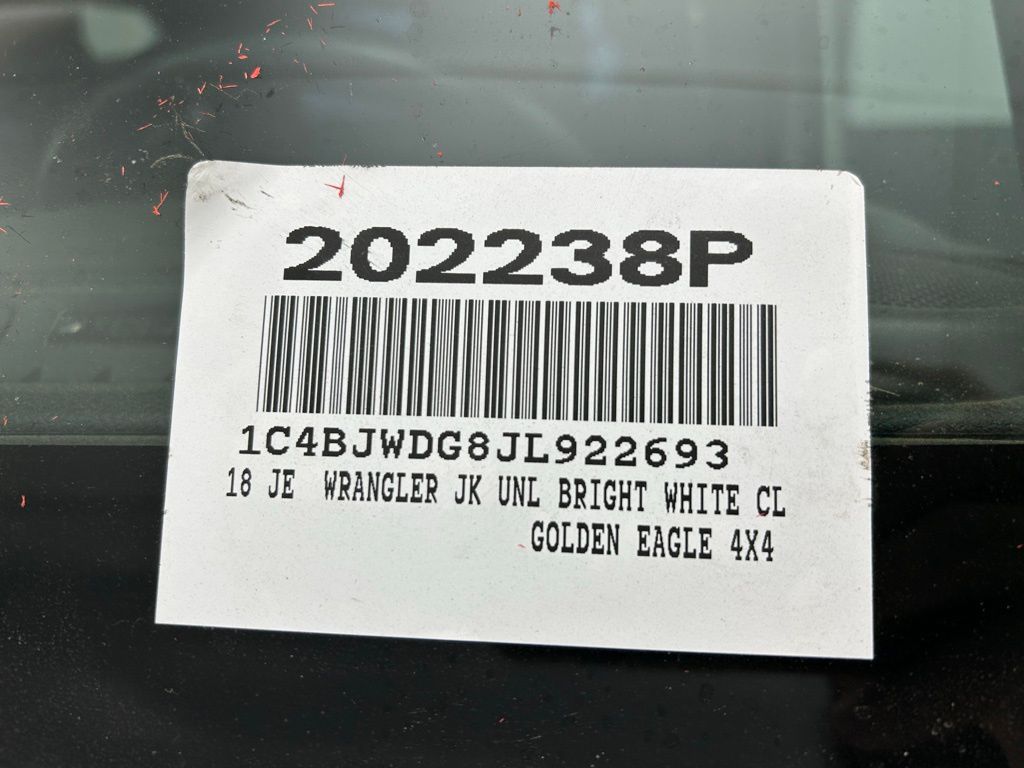 202238P
1C4BJWDG8JL922693
18 JE WRANGLER JK UNL BRIGHT WHITE CL
GOLDEN EAGLE 4X4